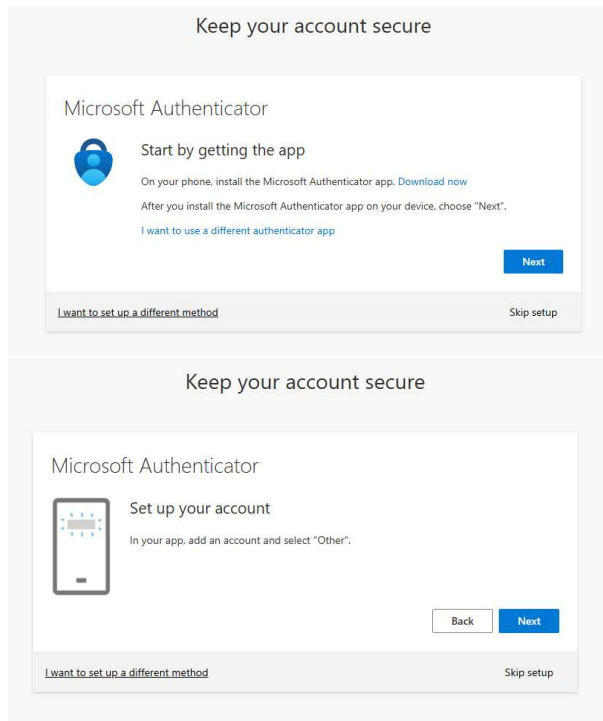 Keep your account secure
Microsoft Authenticator
Start by getting the app
On your phone, install the Microsoft Authenticator app. Download now
After you install the Microsoft Authenticator app on your device, choose "Next".
I want to use a different authenticator app
Next
I want to set up a different method
Skip setup
Keep your account secure
Microsoft Authenticator
Set up your account
In your app, add an account and select "Other".
Back
Next
I want to set up a different method
Skip setup